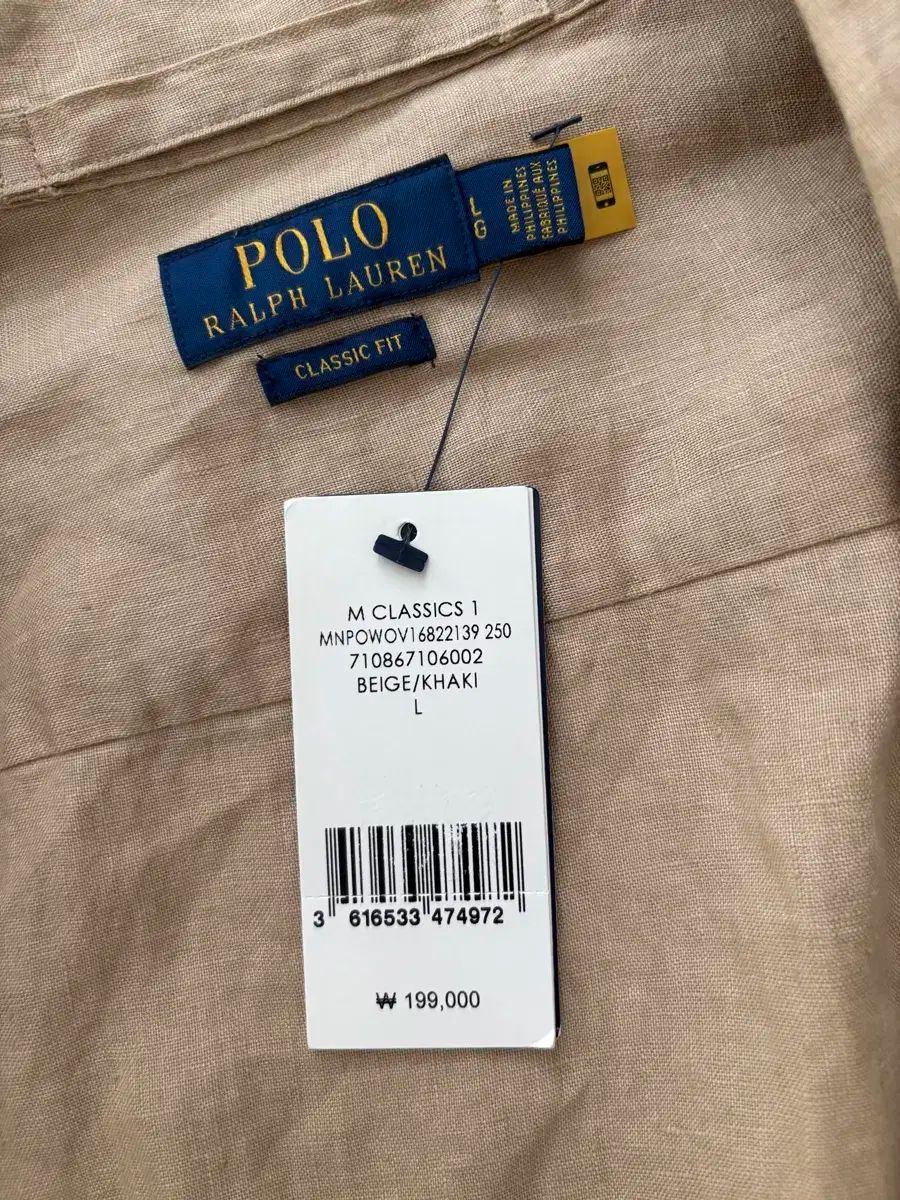 POLO
RALPH LAUREN
LG
MADE IN
PHILIPPINES
FABRIQUÉ AUX
PHILIPPINES
CLASSIC FIT
M CLASSICS 1
MNPOWOV16822139 250
710867106002
BEIGE/KHAKI
L
3 616533 474972
₩ 199,000